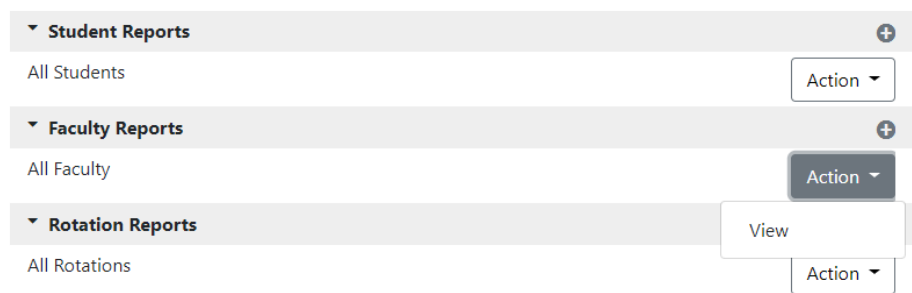 Student Reports
All Students
Action
Faculty Reports
All Faculty
Action
Rotation Reports
View
All Rotations
Action